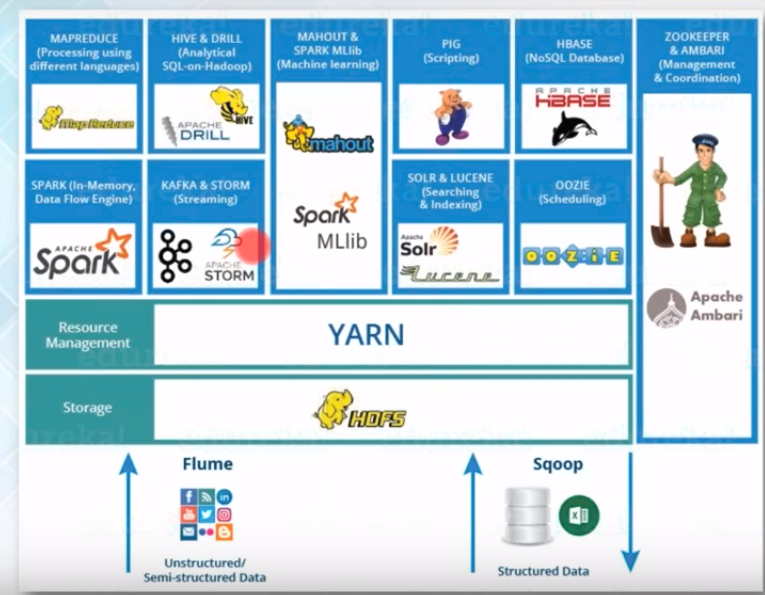 MAPREDUCE
(Processing using
different languages)
MapReduce
HIVE & DRILL
(Analytical
SQL-on-Hadoop)
HIVE
APACHE
DRILL
MAHOUT &
SPARK MLlib
(Machine learning)
mahout
Spark
MLlib
PIG
(Scripting)
HBASE
(NoSQL Database)
APACHE
HBASE
ZOOKEEPER
& AMBARI
(Management
& Coordination)
Apache
Ambari
SPARK (In-Memory,
Data Flow Engine)
APACHE
Spark
KAFKA & STORM
(Streaming)
APACHE
STORM
SOLR & LUCENE
(Searching
& Indexing)
Apache
Solr
Lucene
OOZIE
(Scheduling)
OOZIE
Resource
Management
YARN
Storage
HDFS
Flume
Unstructured/
Semi-structured Data
Sqoop
Structured Data